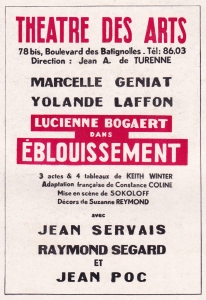 THEATRE DES ARTS
78 bis, Boulevard des Batignolles. Tél: 86.03
Direction : Jean A. de TURENNE
MARCELLE GENIAT
YOLANDE LAFFON
LUCIENNE BOGAERT
DANS
ÉBLOUISSEMENT
3 actes & 4 tableaux de KEITH WINTER
Adaptation française de Constance COLINE
Mise en scène de SOKOLOFF
Décors de Suzanne REYMOND
avec
JEAN SERVAIS
RAYMOND SEGARD
ET
JEAN POC